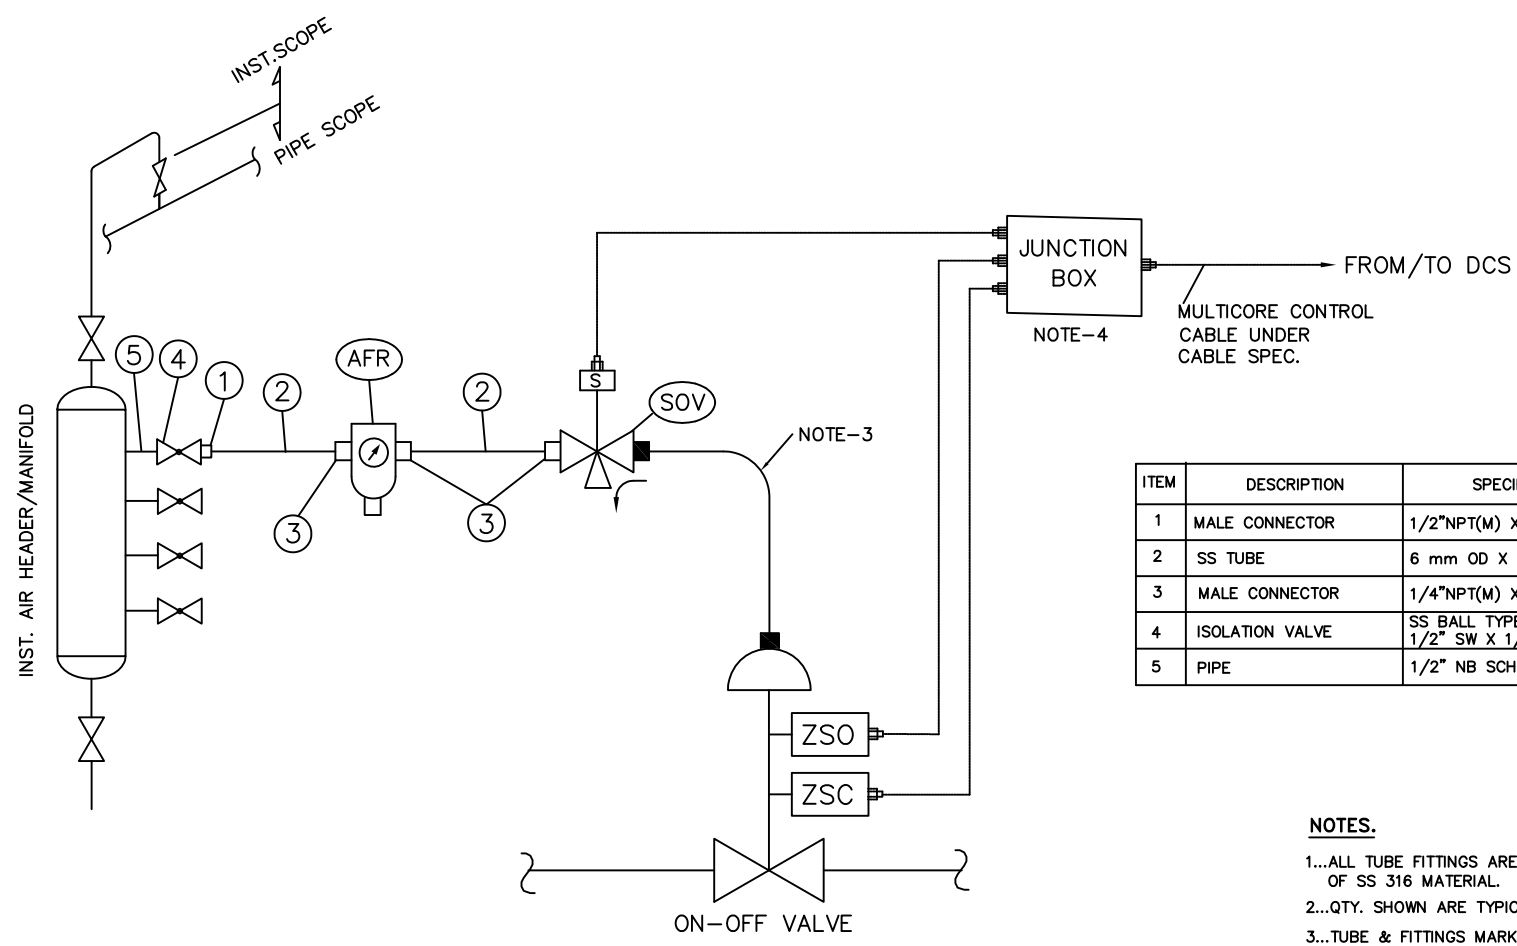 INST.SCOPE
PIPE SCOPE
JUNCTION
BOX
NOTE-4
FROM/TO DCS
MULTICORE CONTROL
CABLE UNDER
CABLE SPEC.
5
4
1
2
AFR
2
S
SOV
NOTE-3
3
3
INST. AIR HEADER/MANIFOLD
ZSO
ZSC
ON-OFF VALVE
ITEM DESCRIPTION
1 MALE CONNECTOR 1/2"NPT(M) X
2 SS TUBE 6 mm OD X
3 MALE CONNECTOR 1/4"NPT(M) X
4 ISOLATION VALVE SS BALL TYPE
1/2" SW X
5 PIPE 1/2" NB SCH
NOTES.
1...ALL TUBE FITTINGS ARE
OF SS 316 MATERIAL.
2...QTY. SHOWN ARE
3...TUBE & FITTINGS